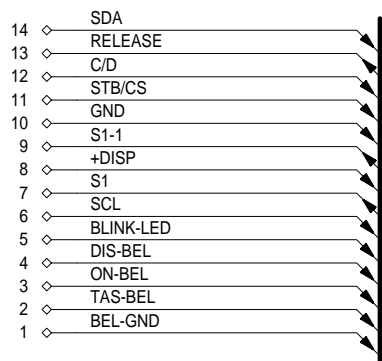 14 SDA
13 RELEASE
12 C/D
11 STB/CS
10 GND
9 S1-1
8 +DISP
7 S1
6 SCL
5 BLINK-LED
4 DIS-BEL
3 ON-BEL
2 TAS-BEL
1 BEL-GND